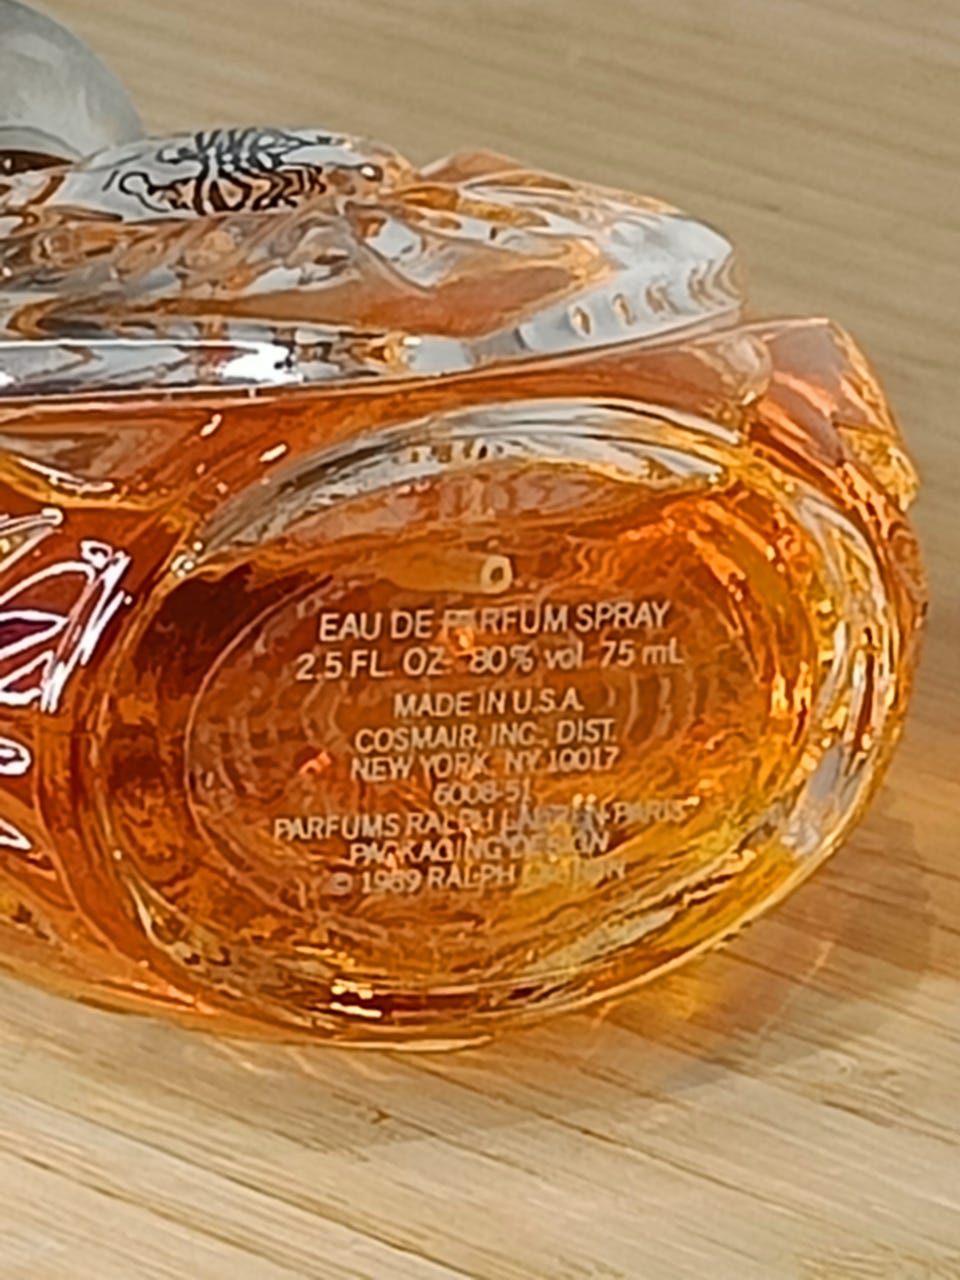 EAU DE PARFUM SPRAY
2.5 FL. OZ 80% vol 75 mL
MADE IN U.S.A.
COSMAIR, INC., DIST.
NEW YORK, NY 10017
6008-51
PARFUMS RALPH LAUREN-PARIS
PACKAGING DESIGN
© 1989 RALPH LAUREN